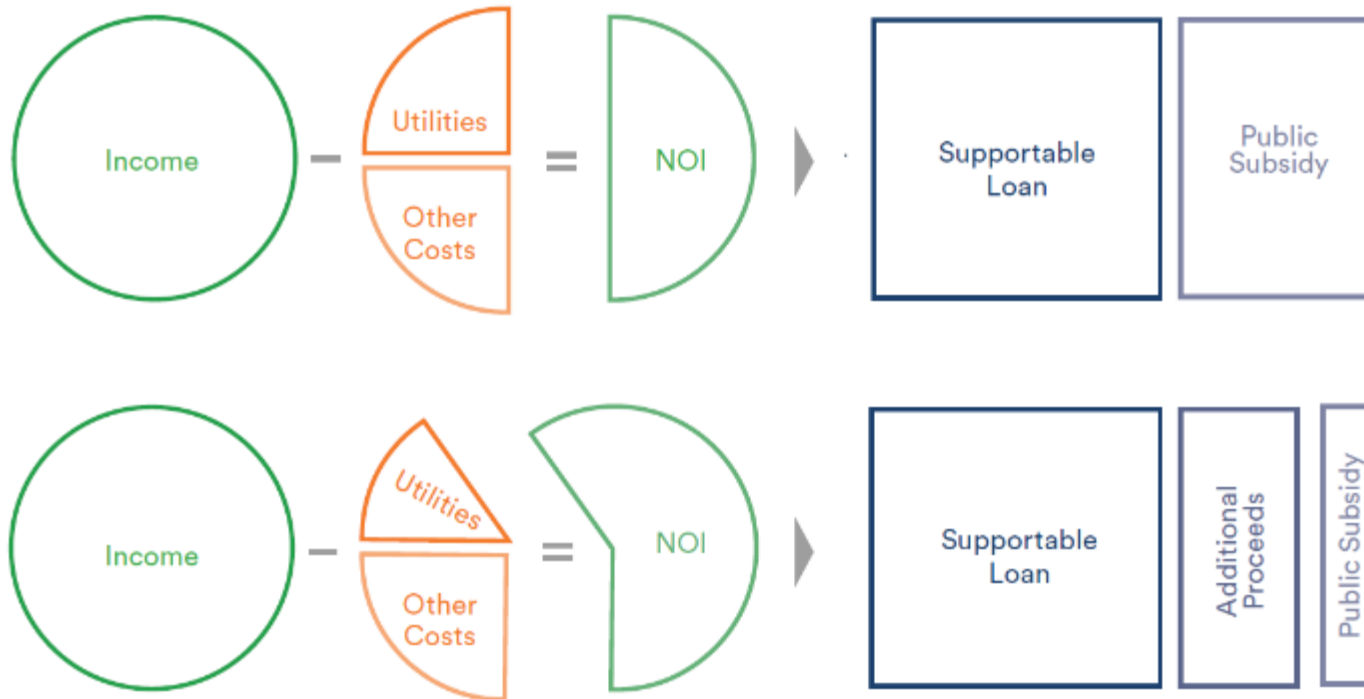 Income
Utilities
Other
Costs
NOI
Supportable
Loan
Public
Subsidy
Income
Utilities
Other
Costs
NOI
Supportable
Loan
Additional
Proceeds
Public Subsidy